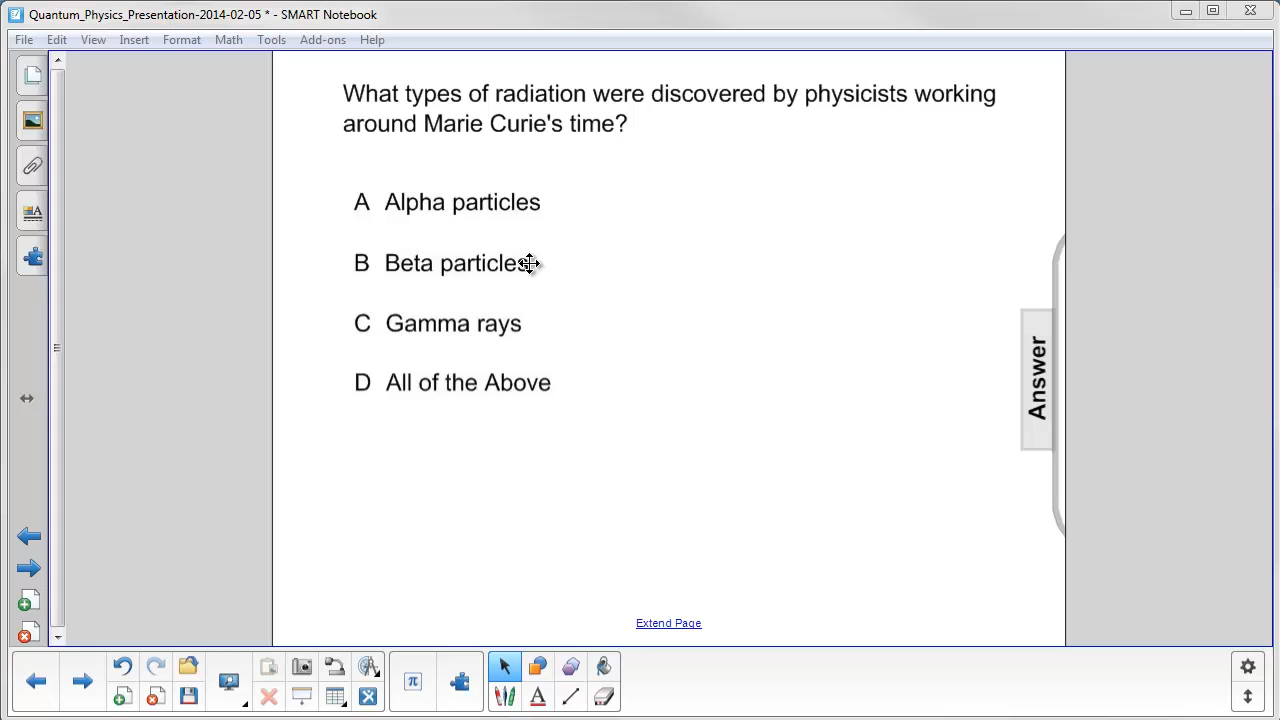 Quantum_Physics_Presentation-2014-02-05 * - SMART Notebook
File Edit View Insert Format Math Tools Add-ons Help
What types of radiation were discovered by physicists working
around Marie Curie's time?
A Alpha particles
B Beta particles
C Gamma rays
D All of the Above
Answer
Extend Page
π
A